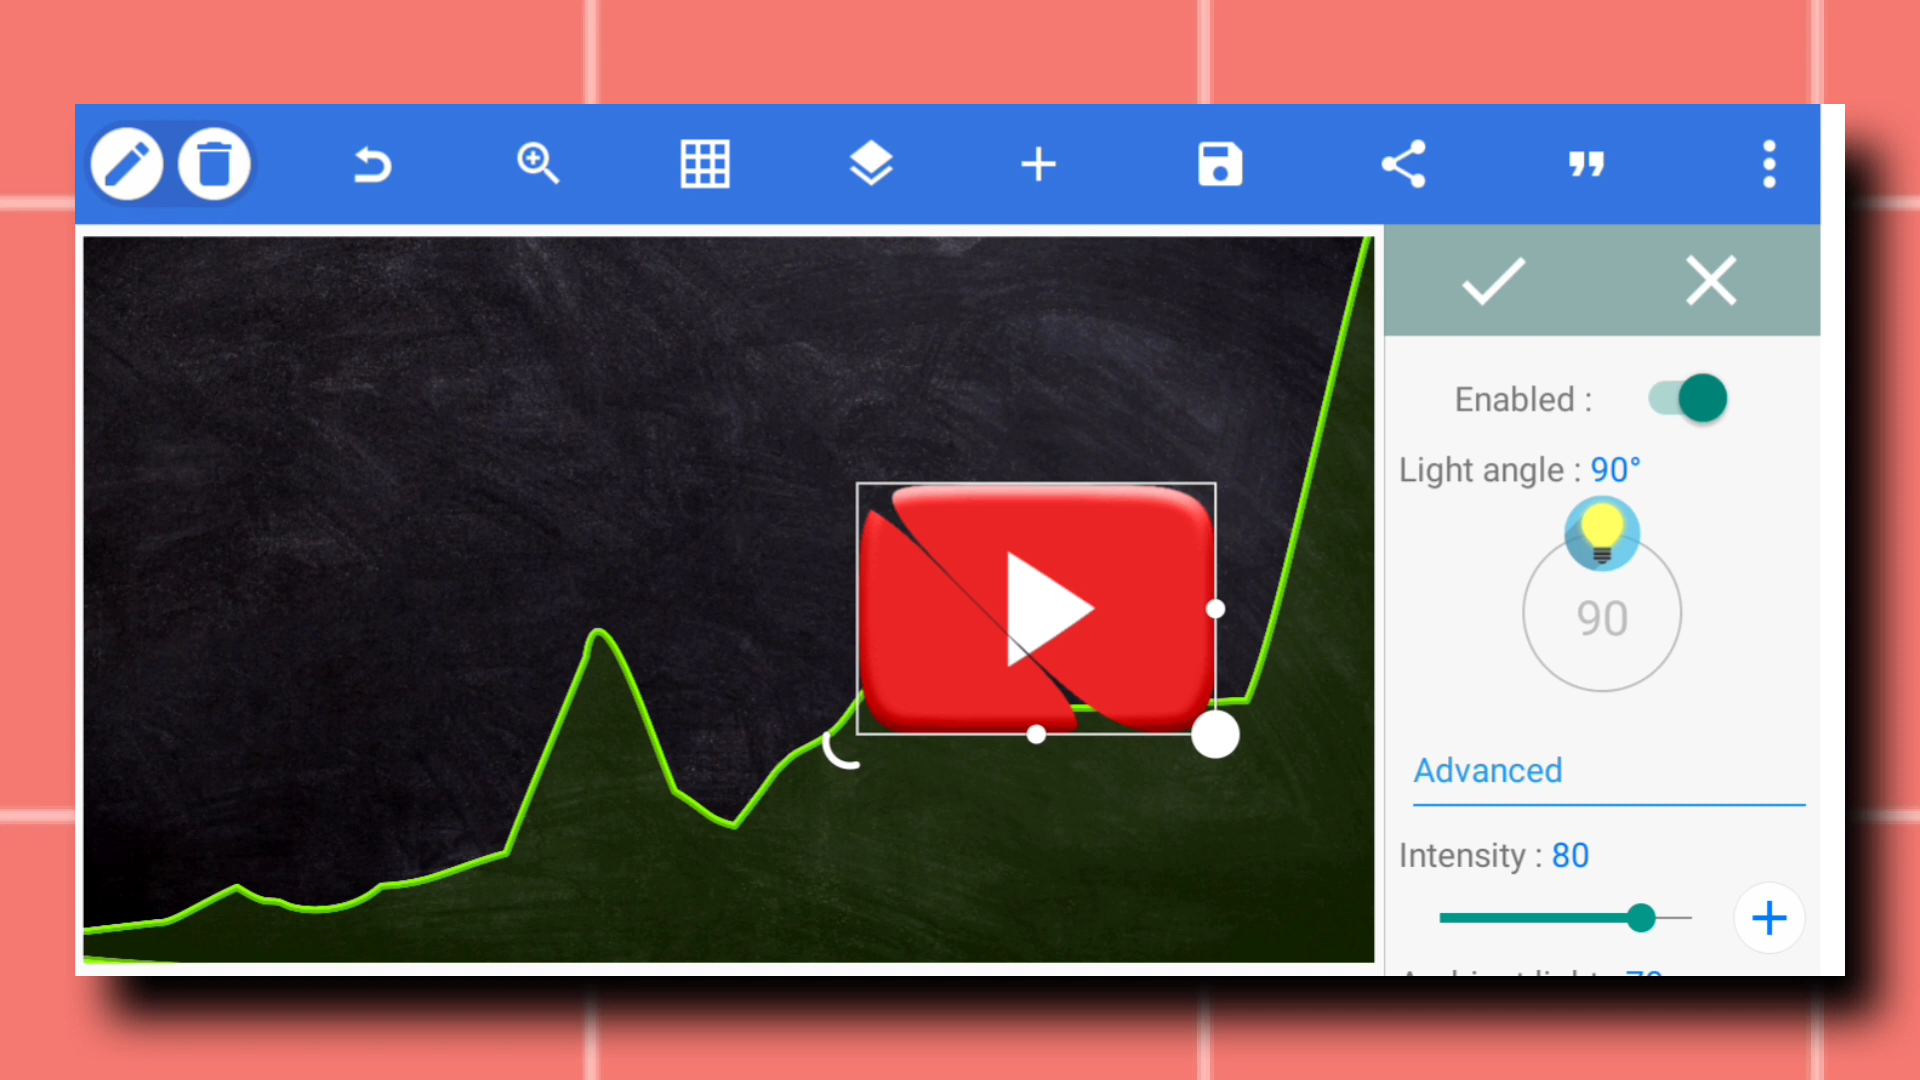 Enabled :
Light angle : 90°
90
Advanced
Intensity : 80